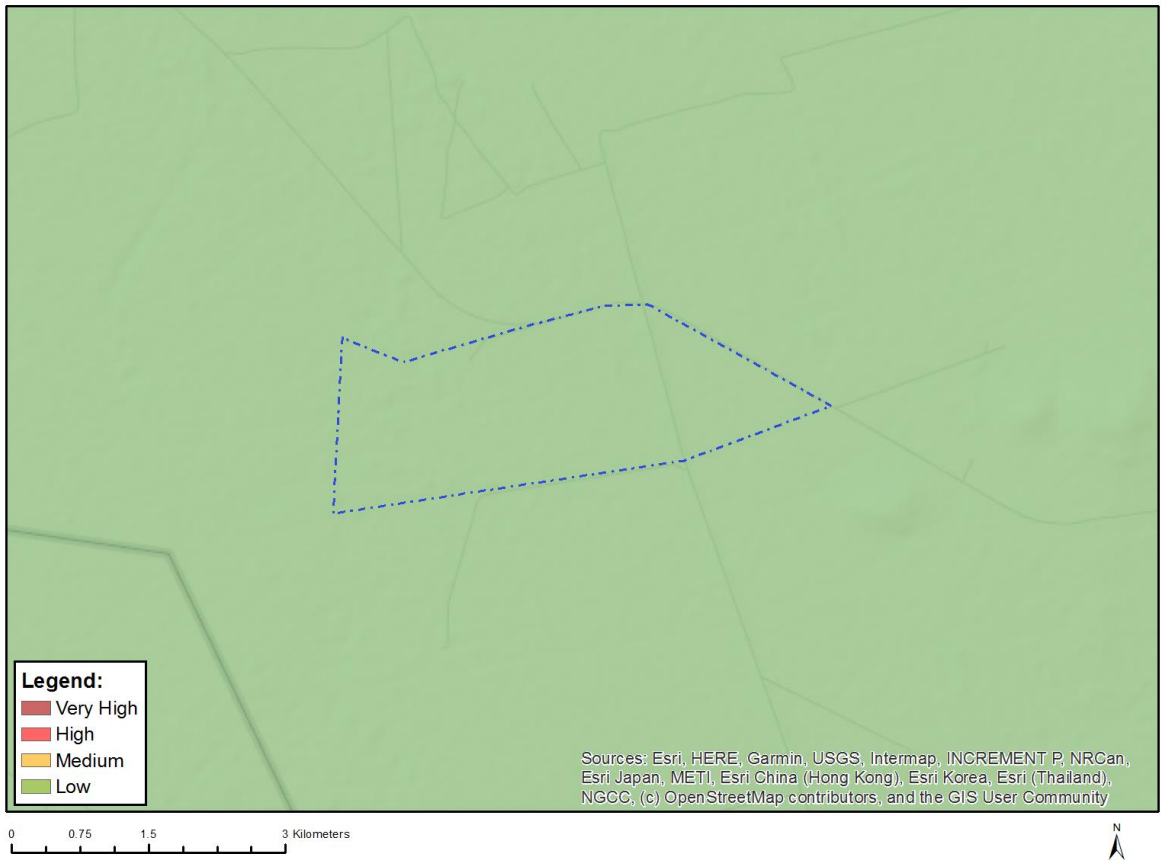 Legend:
Very High
High
Medium
Low
Sources: Esri, HERE, Garmin, USGS, Intermap, INCREMENT P, NRCan,
Esri Japan, METI, Esri China (Hong Kong), Esri Korea, Esri (Thailand),
NGCC, (c) OpenStreetMap contributors, and the GIS User Community
0 0.75 1.5 3 Kilometers
N